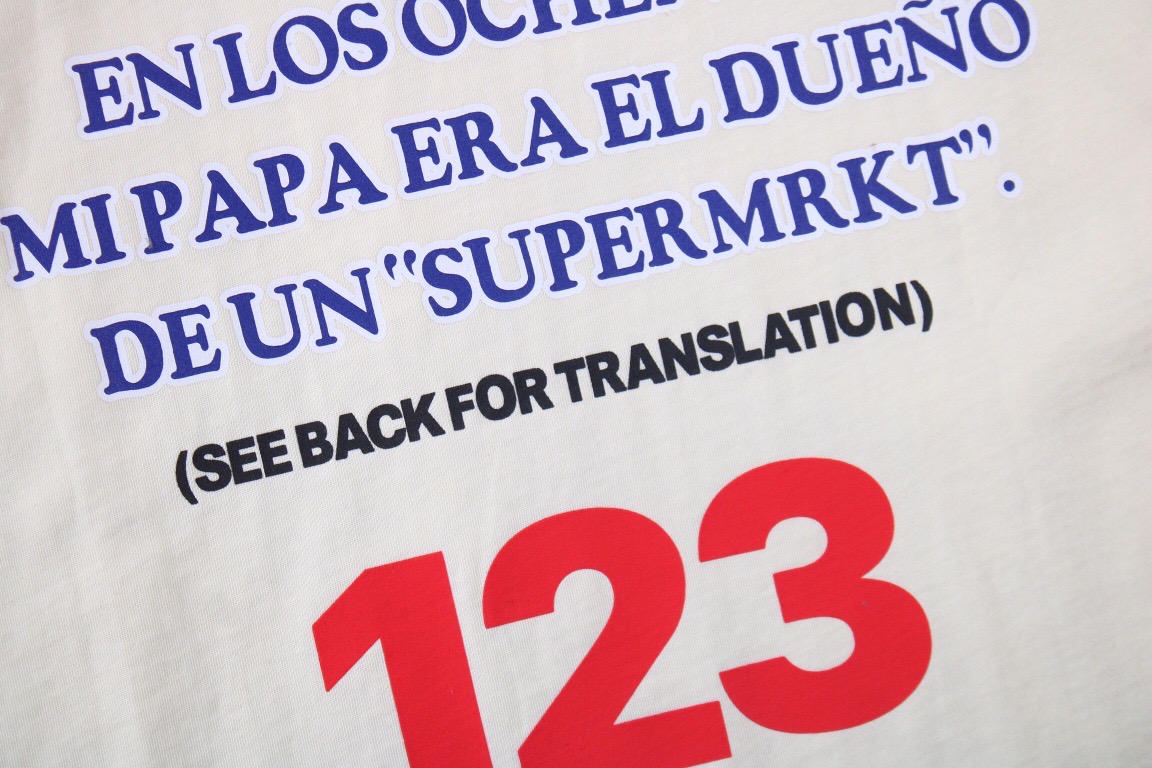 EN LOS
MI PAPA ERA EL DUEÑO
DE UN "SUPERMRKT".
(SEE BACK FOR TRANSLATION)
123